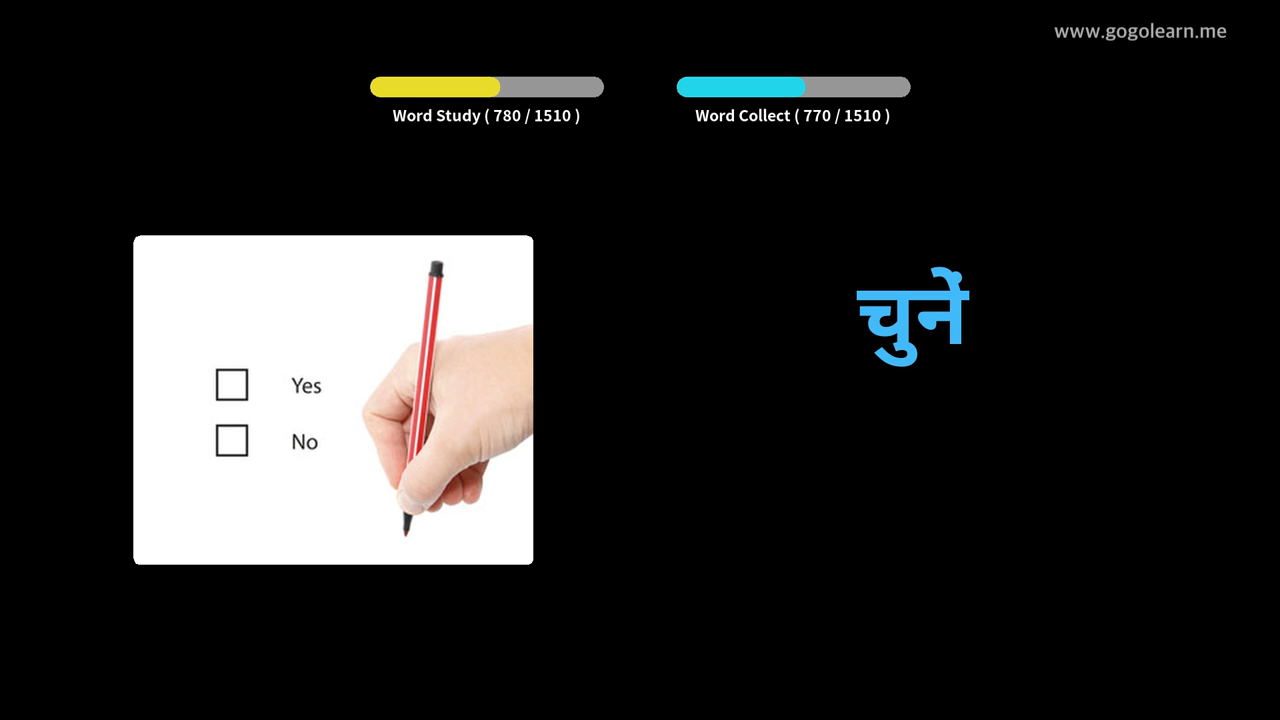 www.gogolearn.me
Word Study ( 780 / 1510 )
Word Collect ( 770 / 1510 )
चुनें
Yes
No